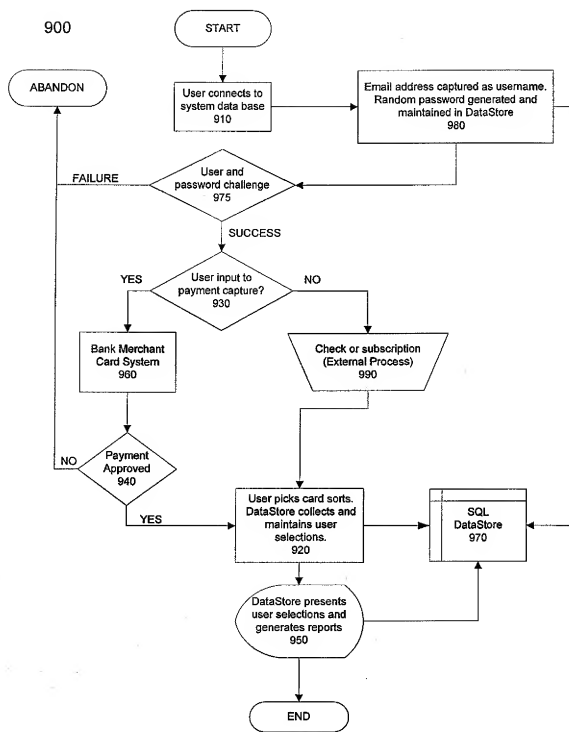 900
START
ABANDON
User connects to
system data base
910
Email address captured as username.
Random password generated and
maintained in DataStore
980
User and
password challenge
975
FAILURE
SUCCESS
User input to
payment capture?
930
YES
NO
Bank Merchant
Card System
960
Check or subscription
(External Process)
990
Payment
Approved
940
NO
YES
User picks card sorts.
DataStore collects and
maintains user
selections.
920
SQL
DataStore
970
DataStore presents
user selections and
generates reports
950
END